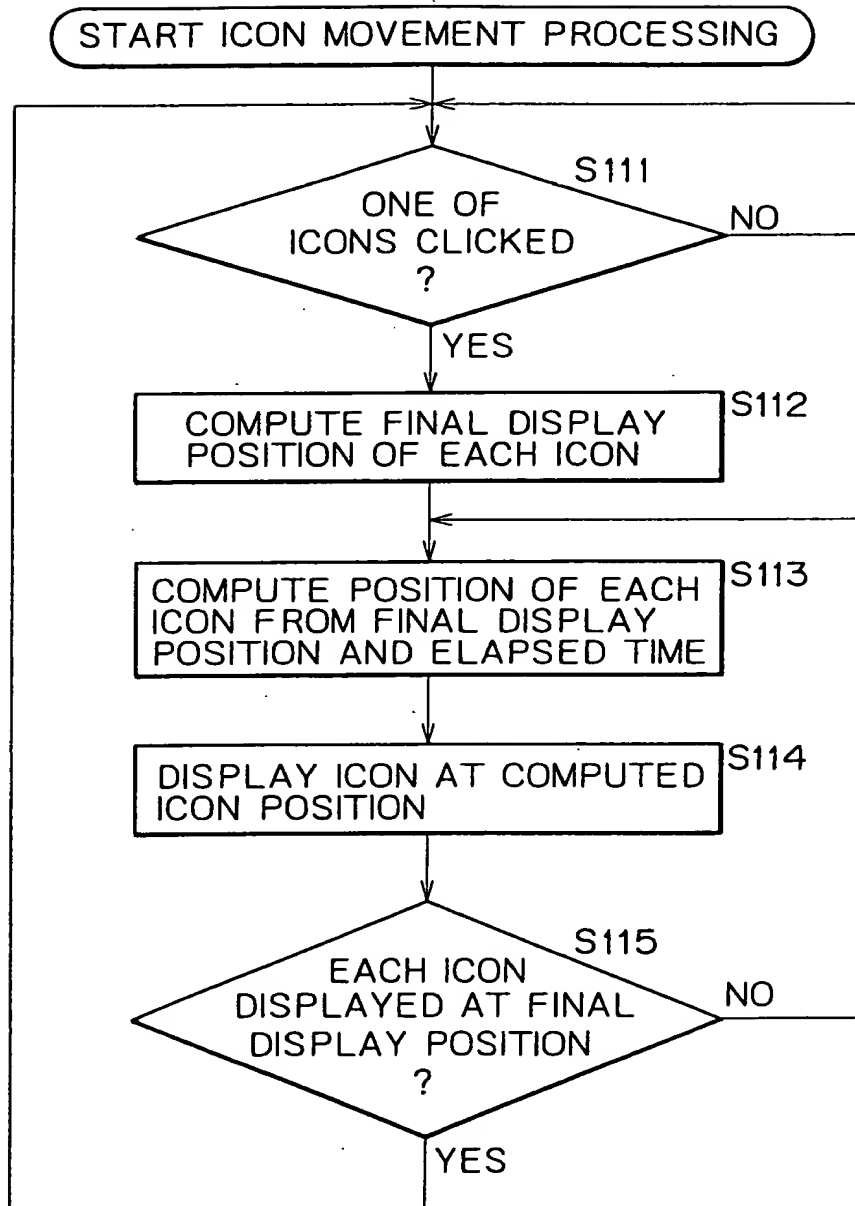 START ICON MOVEMENT PROCESSING
S111
ONE OF
ICONS CLICKED
?
NO
YES
S112
COMPUTE FINAL DISPLAY
POSITION OF EACH ICON
S113
COMPUTE POSITION OF EACH
ICON FROM FINAL DISPLAY
POSITION AND ELAPSED TIME
S114
DISPLAY ICON AT COMPUTED
ICON POSITION
S115
EACH ICON
DISPLAYED AT FINAL
DISPLAY POSITION
?
NO
YES